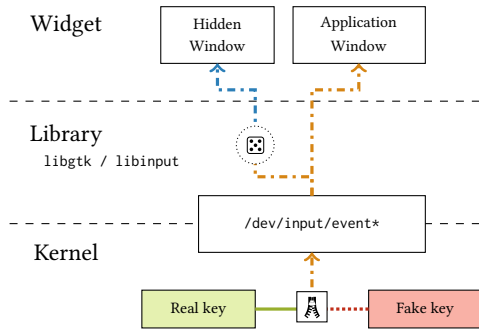 Widget
Hidden
Window
Application
Window
Library
libgtk / libinput
/dev/input/event*
Kernel
Real key
Fake key